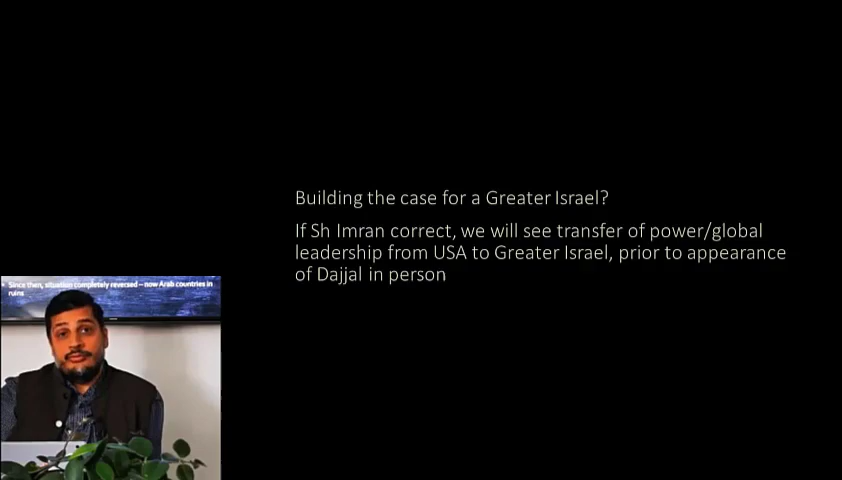 Building the case for a Greater Israel?
If Sh Imran correct, we will see transfer of power/global
leadership from USA to Greater Israel, prior to appearance
of Dajjal in person
• Since then, situation completely reversed – now Arab countries in
ruins